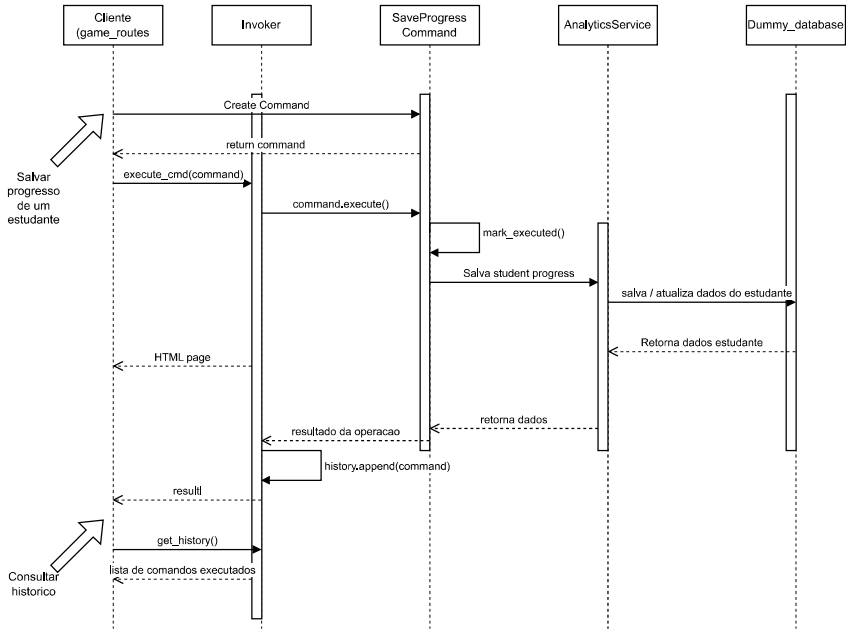 Cliente
(game_routes
Invoker
SaveProgress
Command
AnalyticsService
Dummy_database
Create Command
return command
Salvar
progresso
de um
estudante
execute_cmd(command)
command.execute()
mark_executed()
Salva student progress
salva / atualiza dados do estudante
Retorna dados estudante
HTML page
retorna dados
resultado da operacao
history.append(command)
resultl
get_history()
Consultar
historico
lista de comandos executados